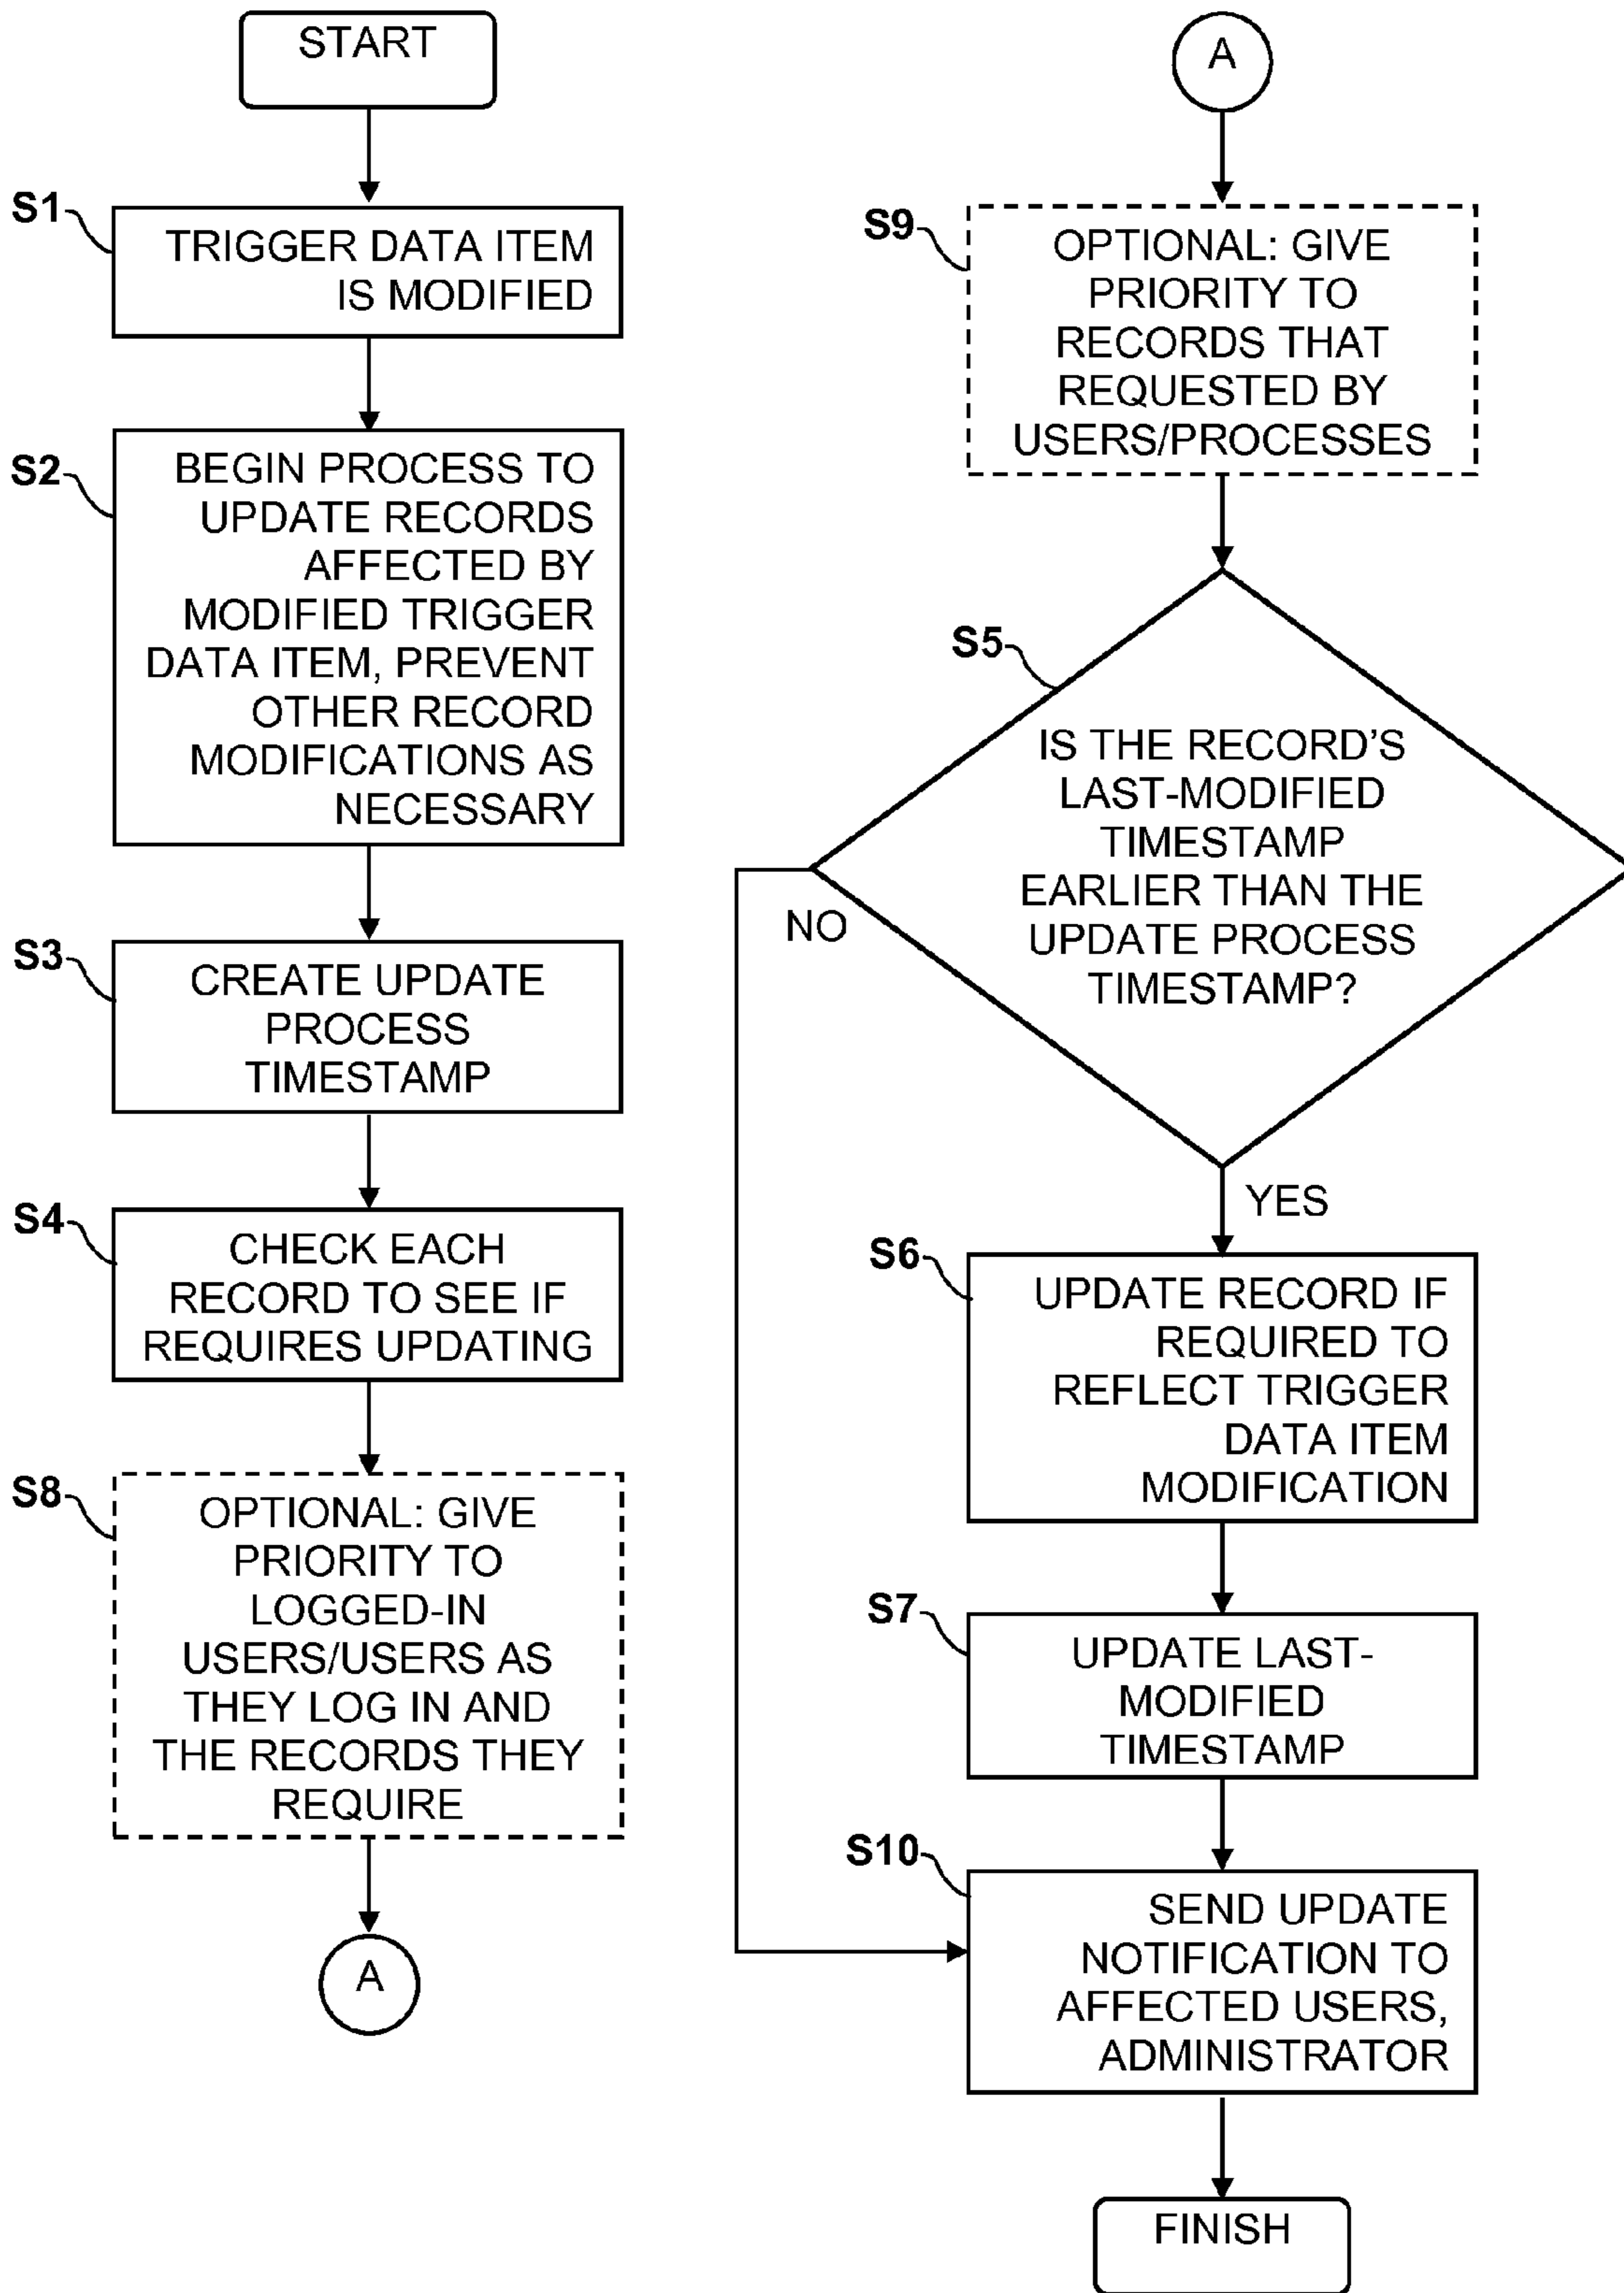 START
S1
TRIGGER DATA ITEM
IS MODIFIED
S2
BEGIN PROCESS TO
UPDATE RECORDS
AFFECTED BY
MODIFIED TRIGGER
DATA ITEM, PREVENT
OTHER RECORD
MODIFICATIONS AS
NECESSARY
S3
CREATE UPDATE
PROCESS
TIMESTAMP
S4
CHECK EACH
RECORD TO SEE IF
REQUIRES UPDATING
S8
OPTIONAL: GIVE
PRIORITY TO
LOGGED-IN
USERS/USERS AS
THEY LOG IN AND
THE RECORDS THEY
REQUIRE
A
A
S9
OPTIONAL: GIVE
PRIORITY TO
RECORDS THAT
REQUESTED BY
USERS/PROCESSES
S5
IS THE RECORD'S
LAST-MODIFIED
TIMESTAMP
EARLIER THAN THE
UPDATE PROCESS
TIMESTAMP?
NO
YES
S6
UPDATE RECORD IF
REQUIRED TO
REFLECT TRIGGER
DATA ITEM
MODIFICATION
S7
UPDATE LAST-
MODIFIED
TIMESTAMP
S10
SEND UPDATE
NOTIFICATION TO
AFFECTED USERS,
ADMINISTRATOR
FINISH